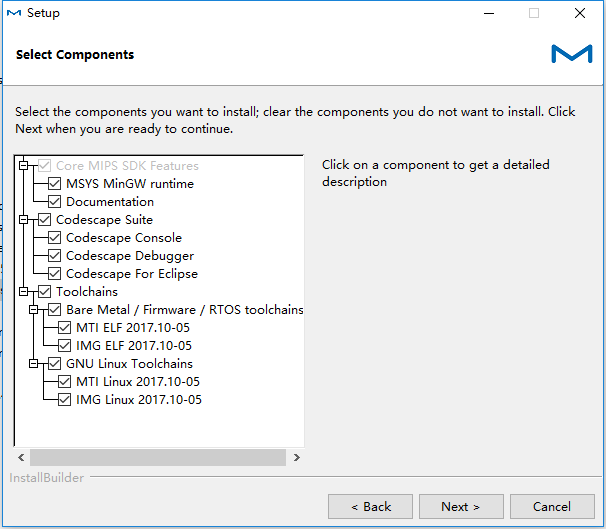 Setup
Select Components
Select the components you want to install; clear the components you do not want to install. Click
Next when you are ready to continue.
Core MIPS SDK Features
MSYS MinGW runtime
Documentation
Codescape Suite
Codescape Console
Codescape Debugger
Codescape For Eclipse
Toolchains
Bare Metal / Firmware / RTOS toolchains
MTI ELF 2017.10-05
IMG ELF 2017.10-05
GNU Linux Toolchains
MTI Linux 2017.10-05
IMG Linux 2017.10-05
Click on a component to get a detailed
description
InstallBuilder
< Back
Next >
Cancel